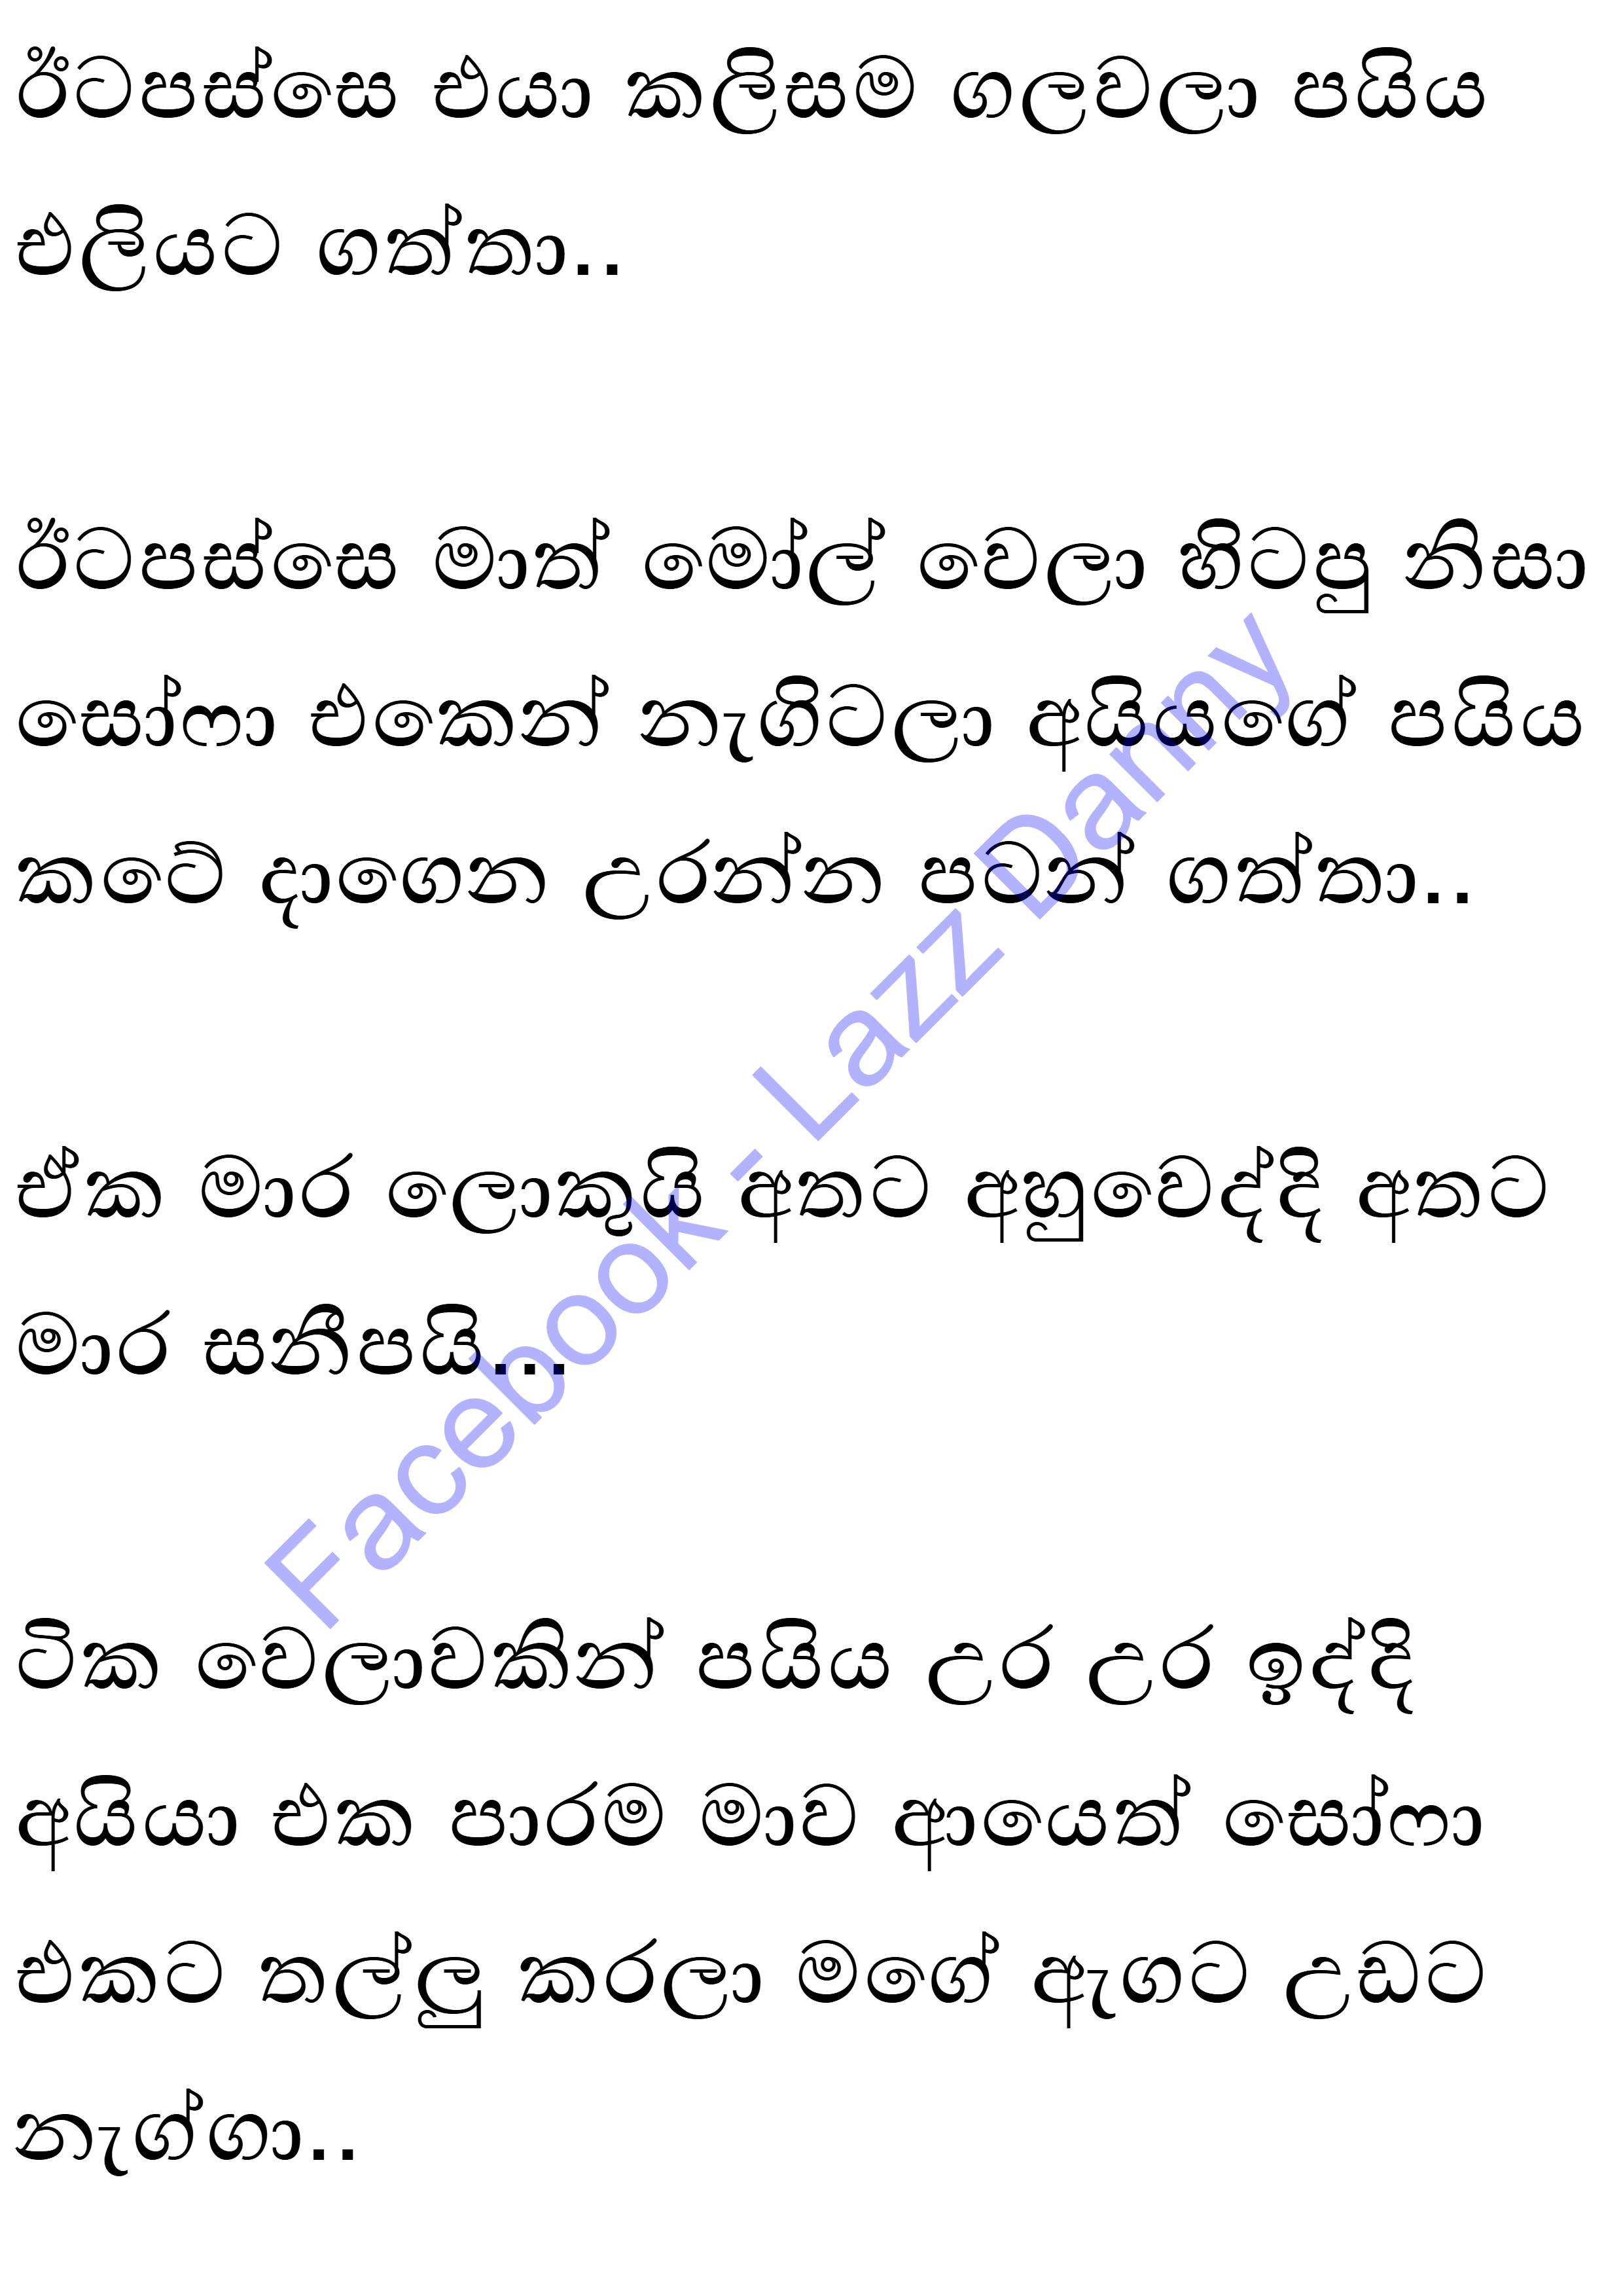 ඊටපස්සෙ එයා කලිසම ගලවලා පයිය
එලියට ගත්තා..
ඊටපස්සෙ මාත් මෝල් වෙලා හිටපු නිසා
සෝෆා එකෙන් නැගිටලා අයියගේ පයිය
කටේ දාගෙන උරන්න පටන් ගත්තා..
ඒක මාර ලොකුයි අතට අහුවෙද්දි අතට
මාර සනීපයි...
ටික වෙලාවකින් පයිය උර උර ඉද්දි
අයියා එක පාරම මාව ආයෙත් සෝෆා
එකට තල්ලු කරලා මගේ ඇගට උඩට
නැග්ගා..
Facebook - Lazz Danny